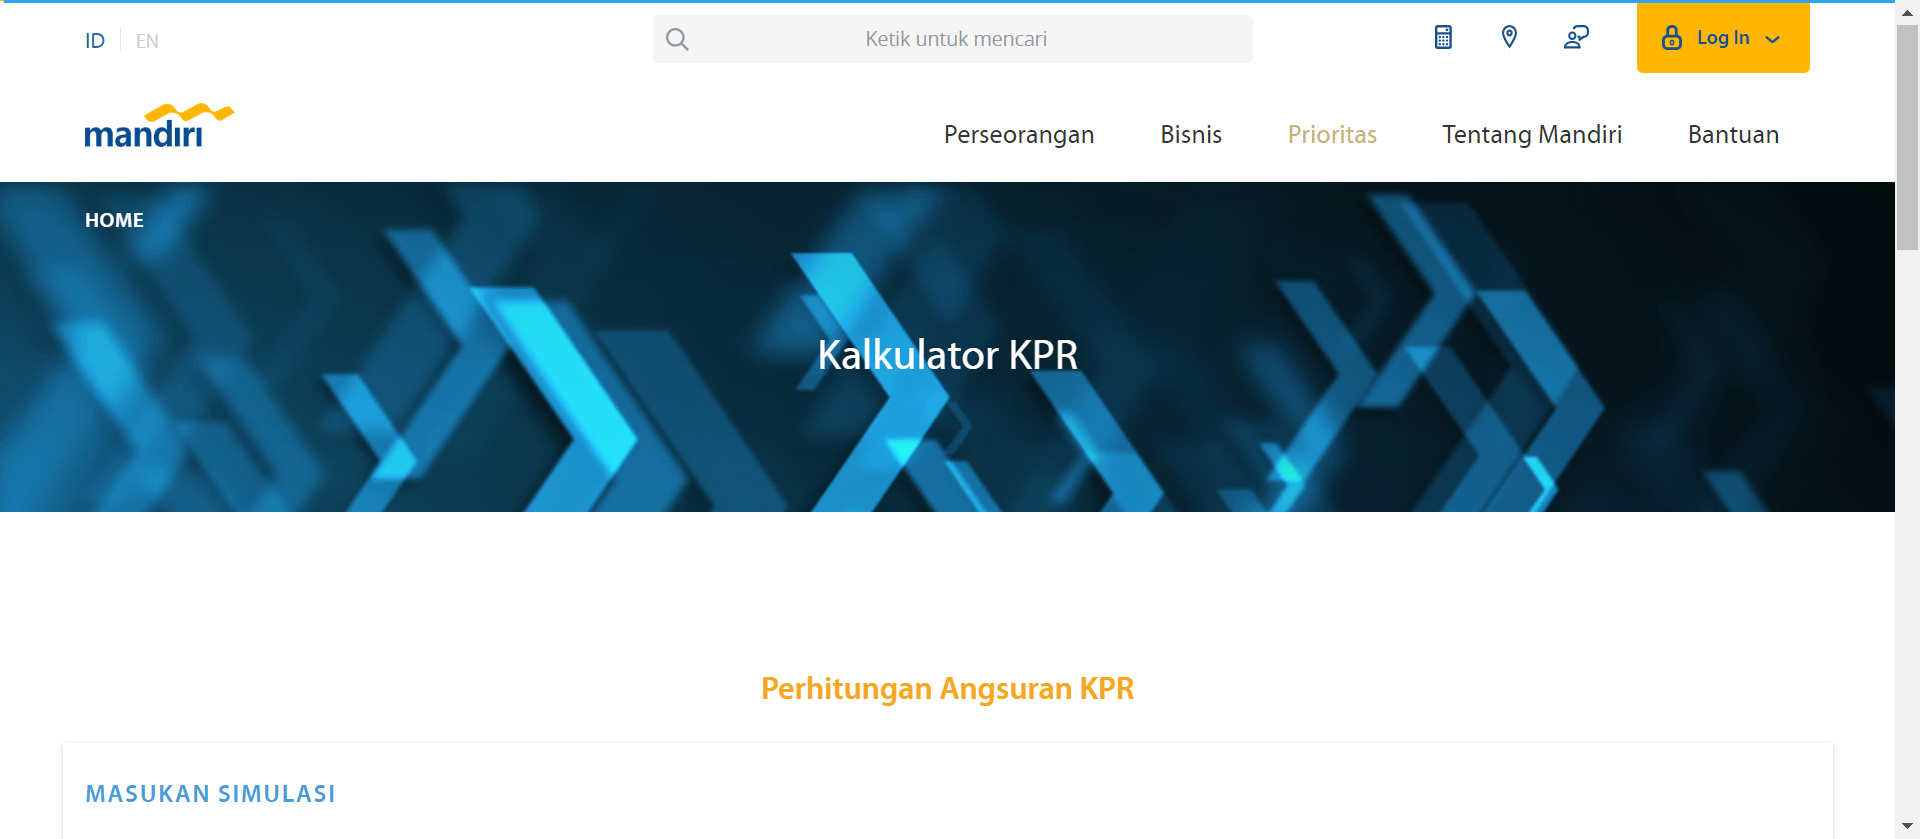 ID
EN
Ketik untuk mencari
Log In
mandiri
Perseorangan
Bisnis
Prioritas
Tentang Mandiri
Bantuan
HOME
Kalkulator KPR
Perhitungan Angsuran KPR
MASUKAN SIMULASI